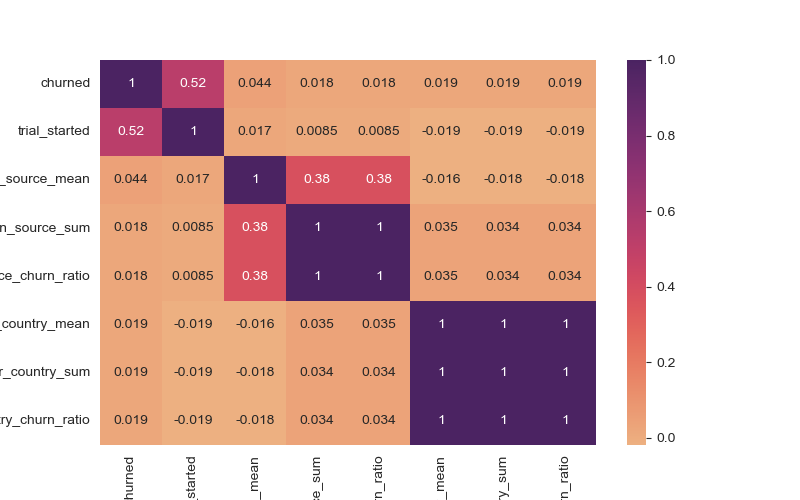 churned 1 0.52 0.044 0.018 0.018 0.019 0.019 0.019
trial_started 0.52 1 0.017 0.0085 0.0085 -0.019 -0.019 -0.019
_source_mean 0.044 0.017 1 0.38 0.38 -0.016 -0.018 -0.018
n_source_sum 0.018 0.0085 0.38 1 1 0.035 0.034 0.034
ce_churn_ratio 0.018 0.0085 0.38 1 1 0.035 0.034 0.034
_country_mean 0.019 -0.019 -0.016 0.035 0.035 1 1 1
r_country_sum 0.019 -0.019 -0.018 0.034 0.034 1 1 1
try_churn_ratio 0.019 -0.019 -0.018 0.034 0.034 1 1 1
hurned
_started
_mean
ce_sum
rn_ratio
_mean
ry_sum
rn_ratio
1.0
0.8
0.6
0.4
0.2
0.0